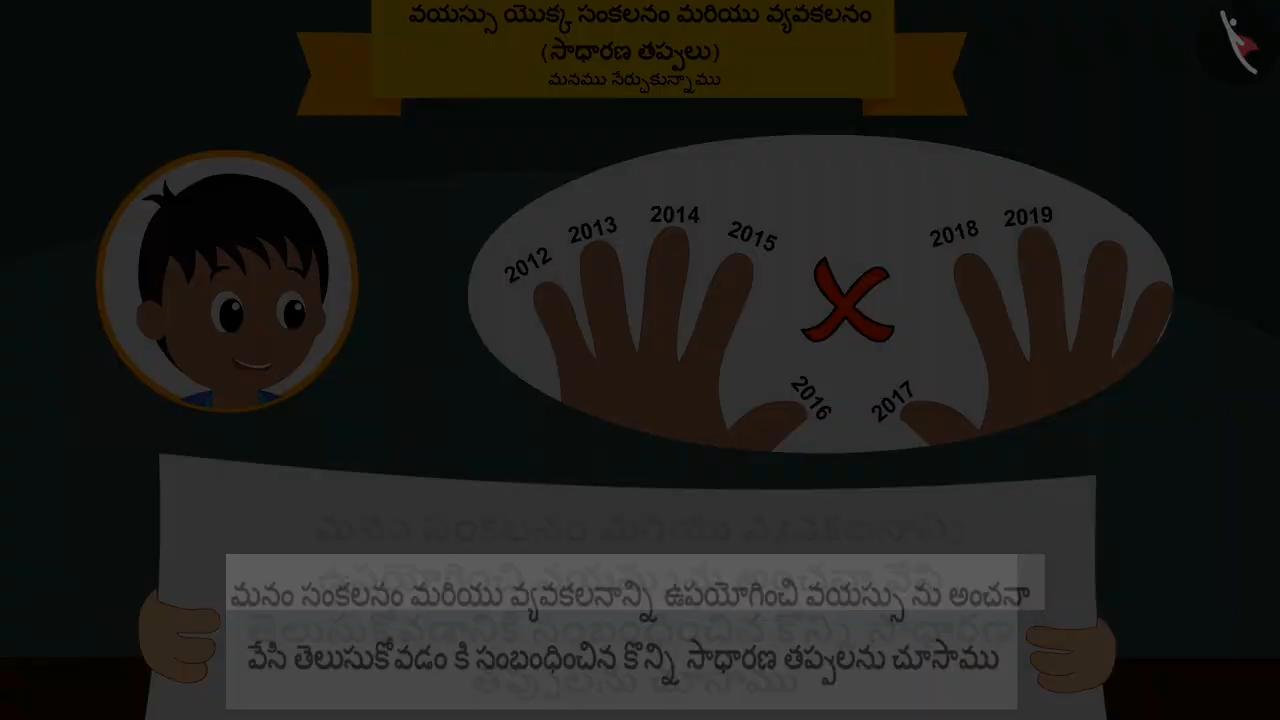 వయస్సు యొక్క సంకలనం మరియు వ్యవకలనం
(సాధారణ తప్పులు)
మనము నేర్చుకున్నాము
2012 2013 2014 2015 2016 2017 2018 2019
మనం సంకలనం మరియు వ్యవకలనాన్ని ఉపయోగించి వయస్సు ను అంచనా
వేసి తెలుసుకోవడం కి సంబంధించిన కొన్ని సాధారణ తప్పులను చూసాము